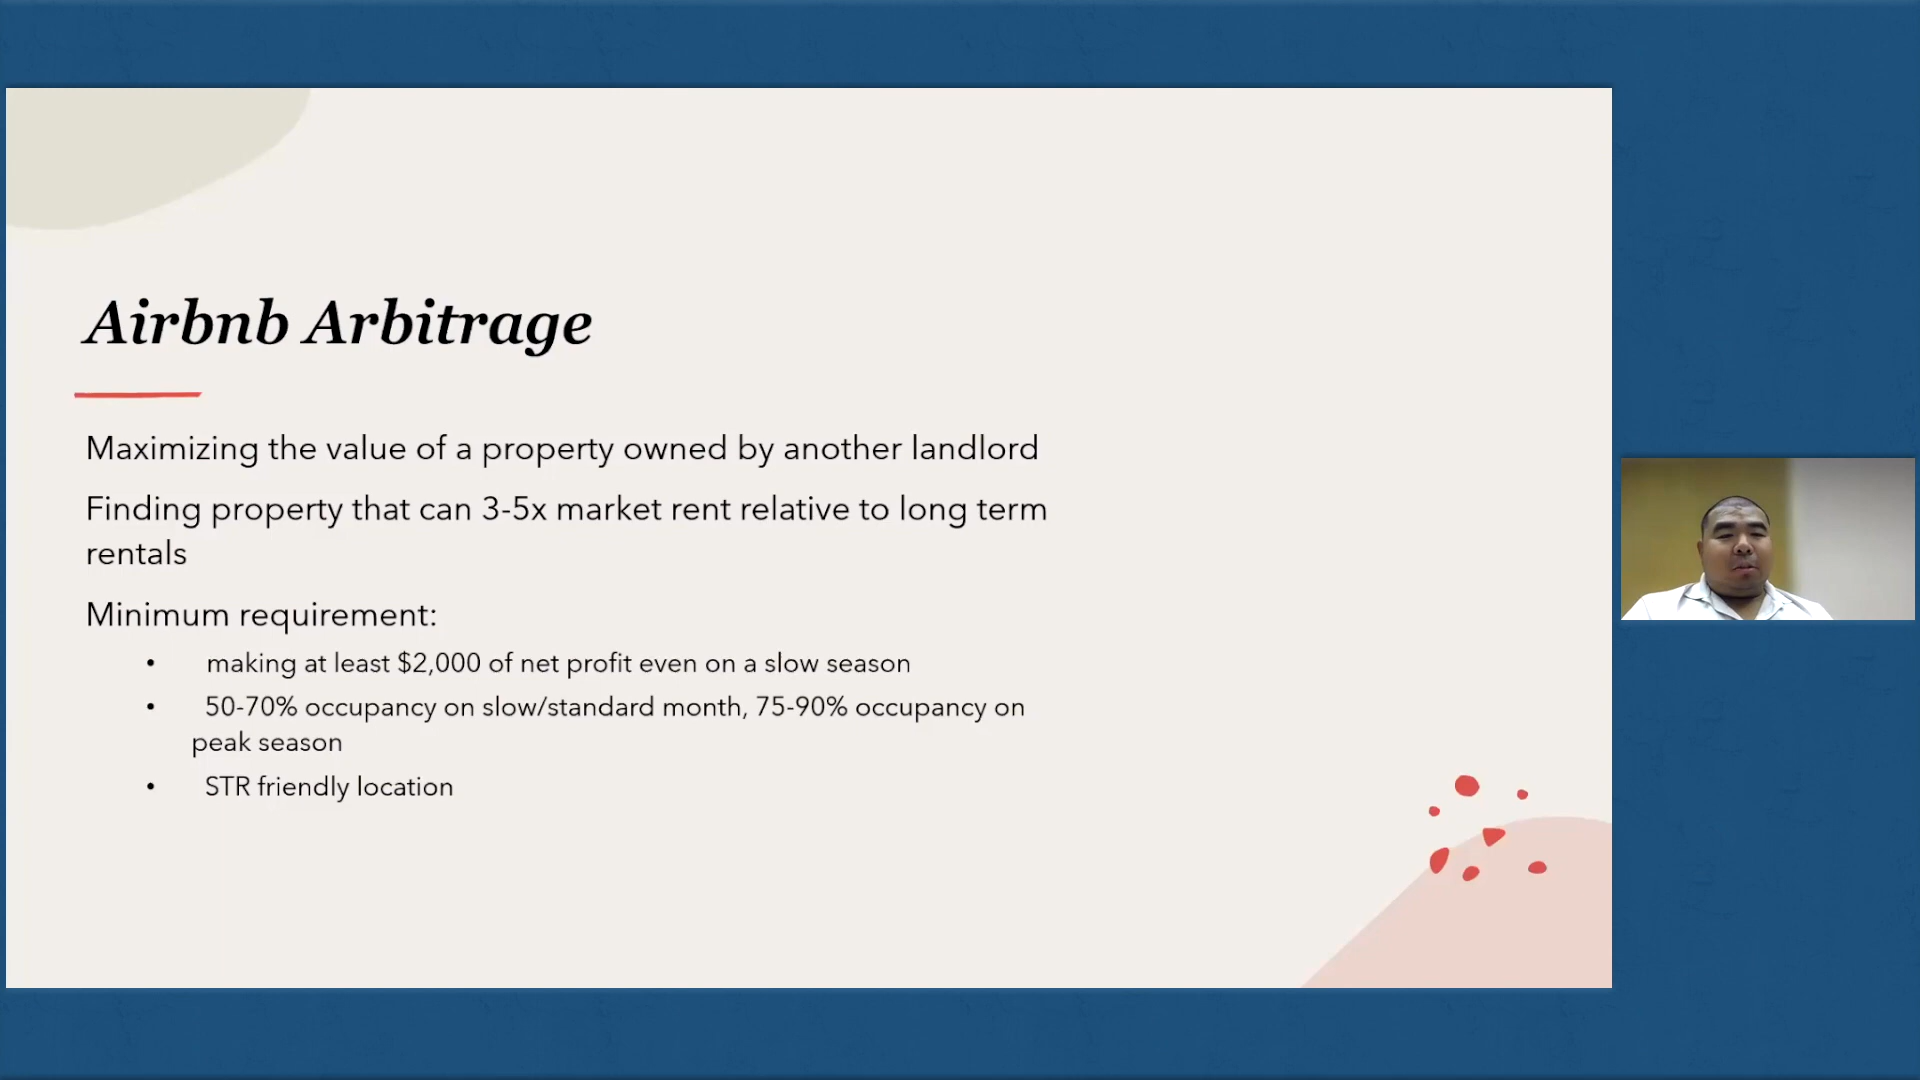 Airbnb Arbitrage
Maximizing the value of a property owned by another landlord
Finding property that can 3-5x market rent relative to long term
rentals
Minimum requirement:
• making at least $2,000 of net profit even on a slow season
• 50-70% occupancy on slow/standard month, 75-90% occupancy on
peak season
• STR friendly location